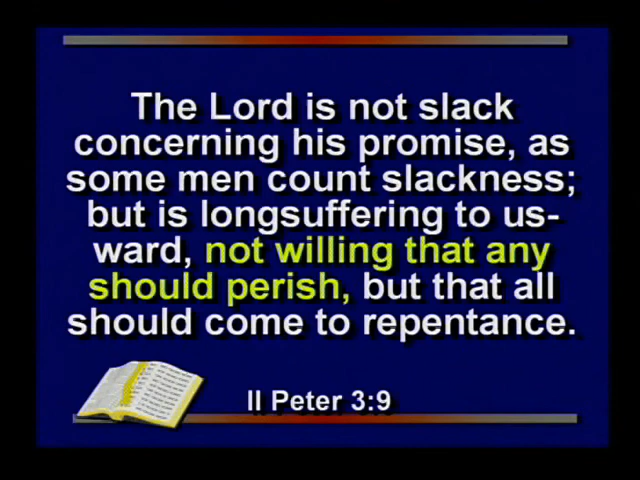 The Lord is not slack
concerning his promise, as
some men count slackness;
but is longsuffering to us-
ward, not willing that any
should perish, but that all
should come to repentance.
II Peter 3:9